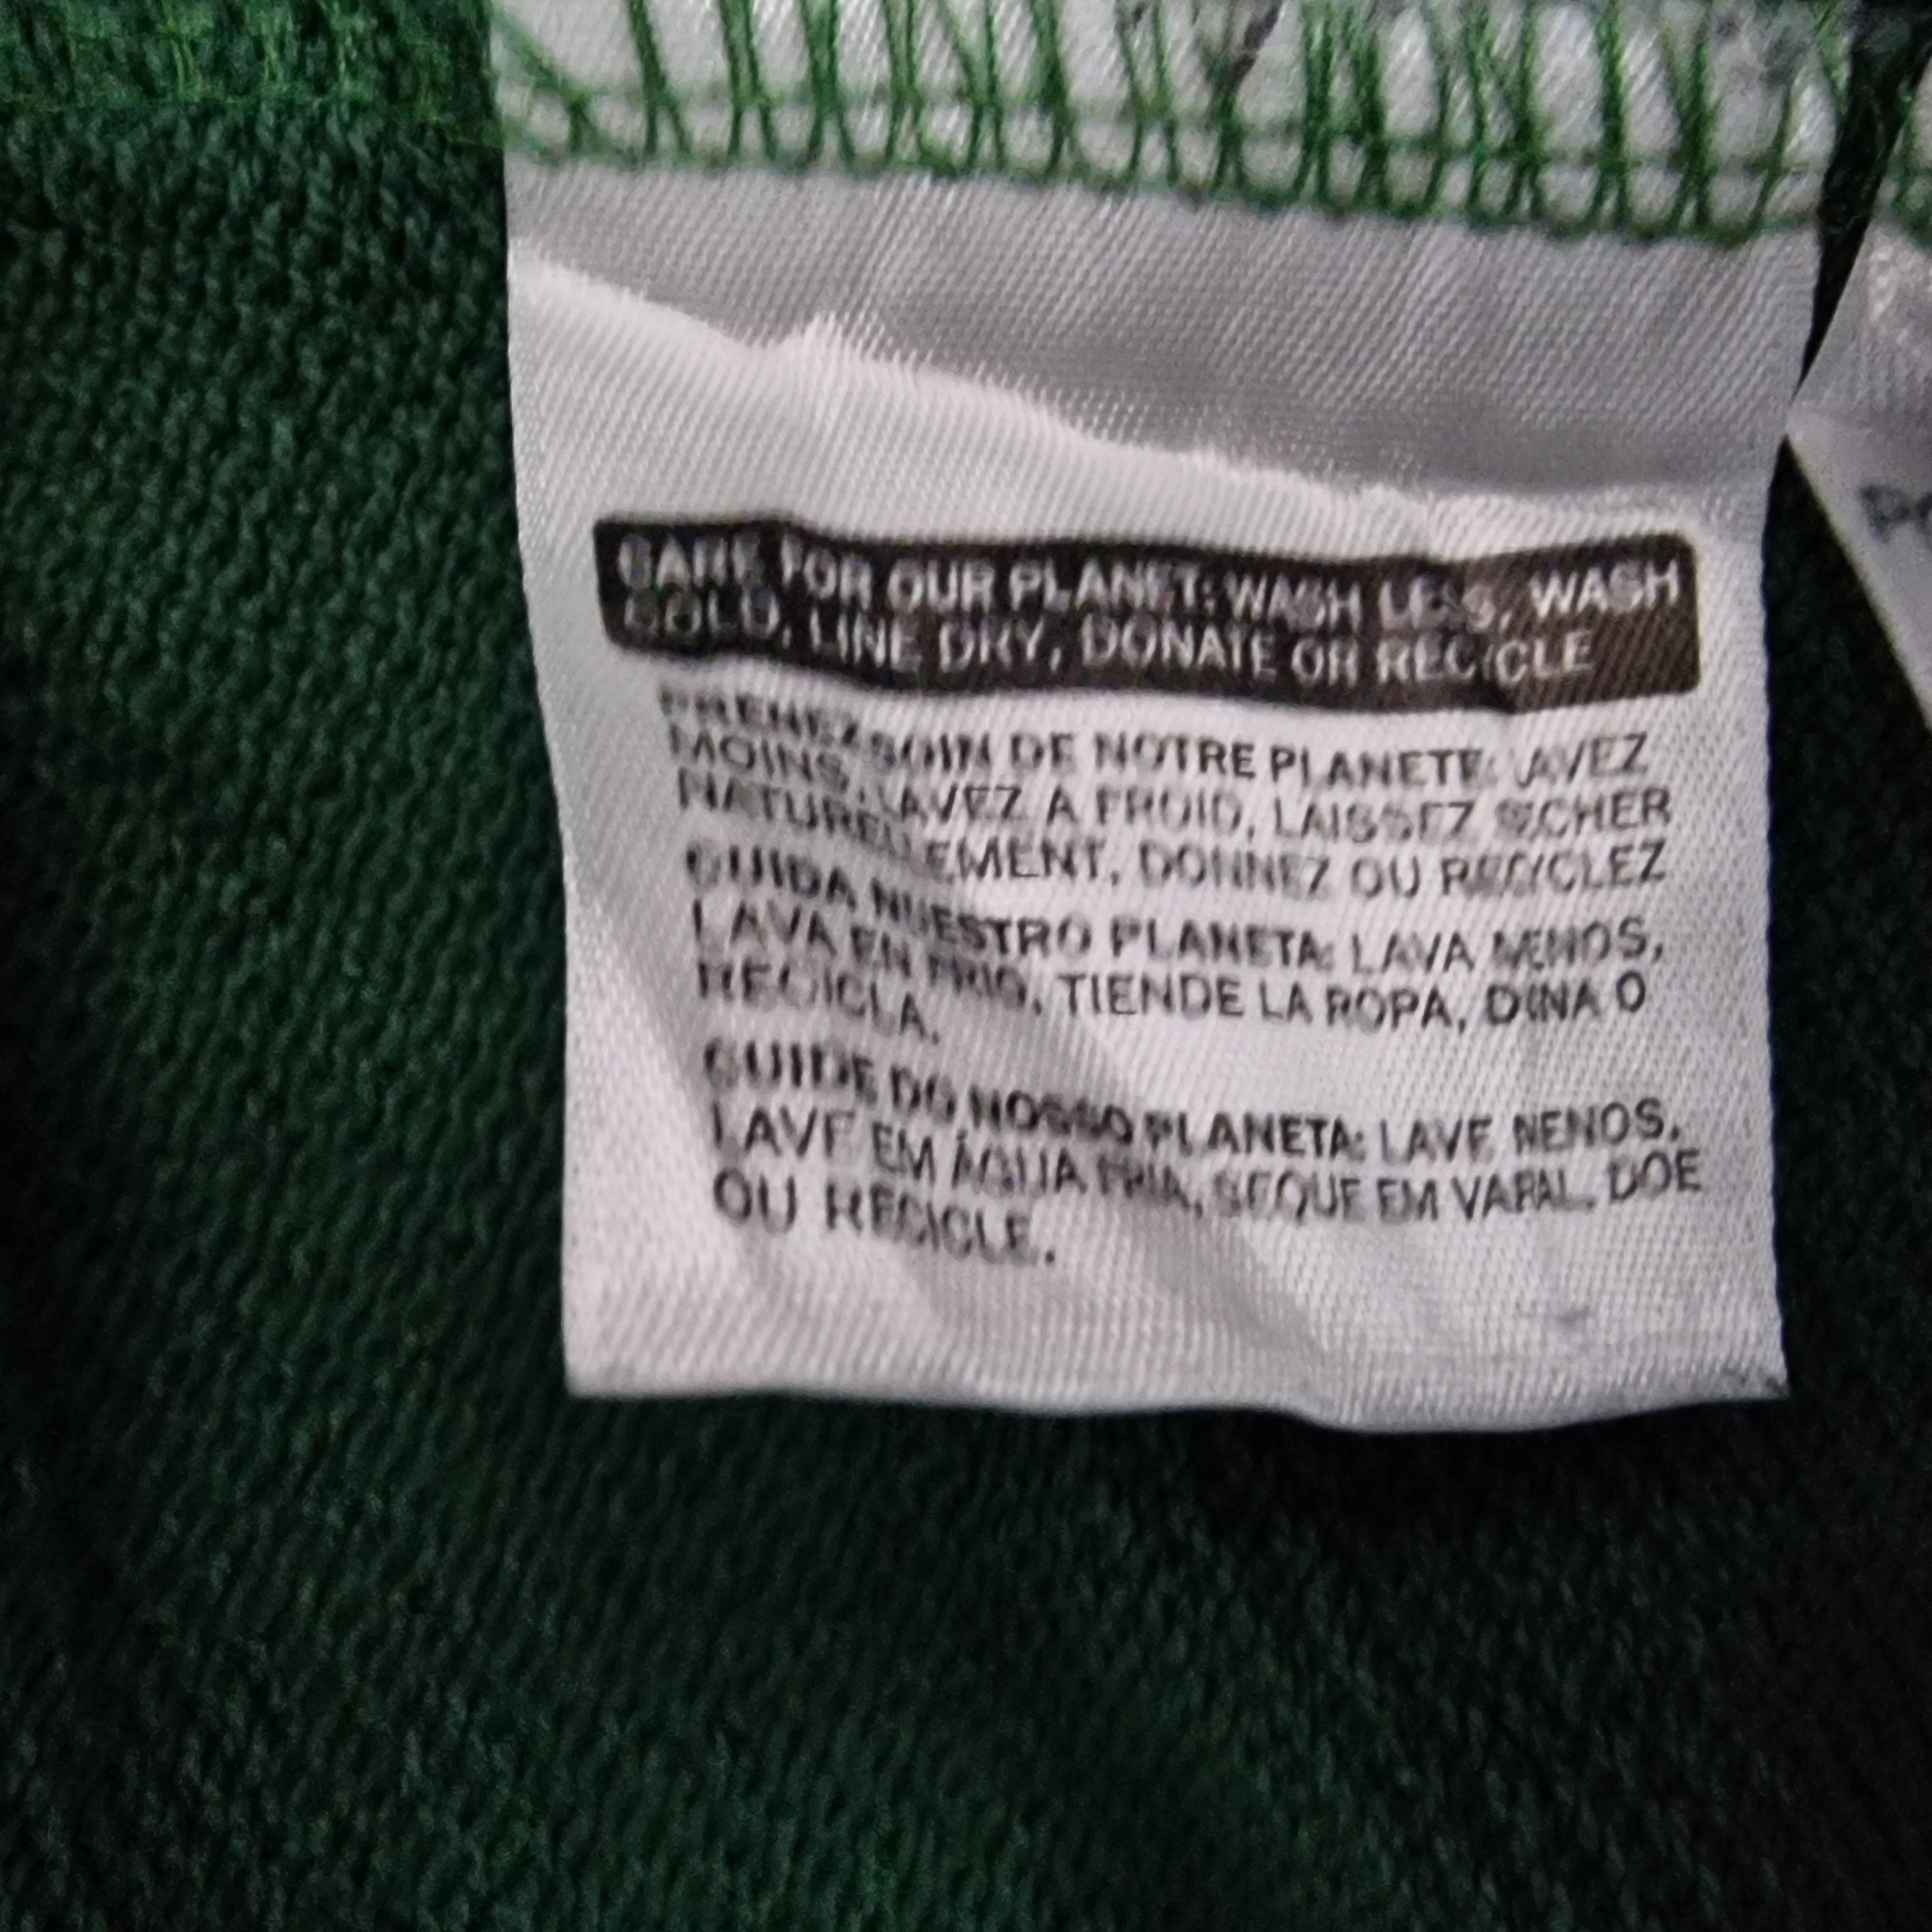 CARE FOR OUR PLANET: WASH LESS, WASH
COLD, LINE DRY, DONATE OR RECYCLE
PRENEZ SOIN DE NOTRE PLANETE: LAVEZ
MOINS, LAVEZ A FROID, LAISSEZ SECHER
NATURELLEMENT, DONNEZ OU RECYCLEZ
CUIDA NUESTRO PLANETA: LAVA MENOS,
LAVA EN FRIO, TIENDE LA ROPA, DONA O
RECICLA.
CUIDE DO NOSSO PLANETA: LAVE MENOS,
LAVE EM ÁGUA FRIA, SEQUE EM VARAL, DOE
OU RECICLE.